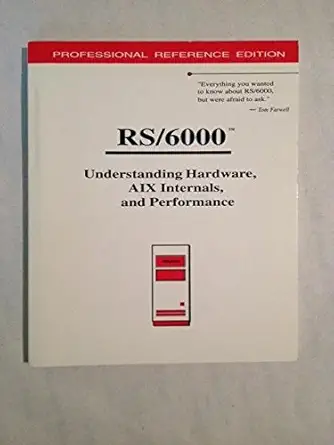 PROFESSIONAL REFERENCE EDITION
"Everything you wanted
to know about RS/6000,
but were afraid to ask."
— Tom Farwell
RS/6000™
Understanding Hardware,
AIX Internals,
and Performance